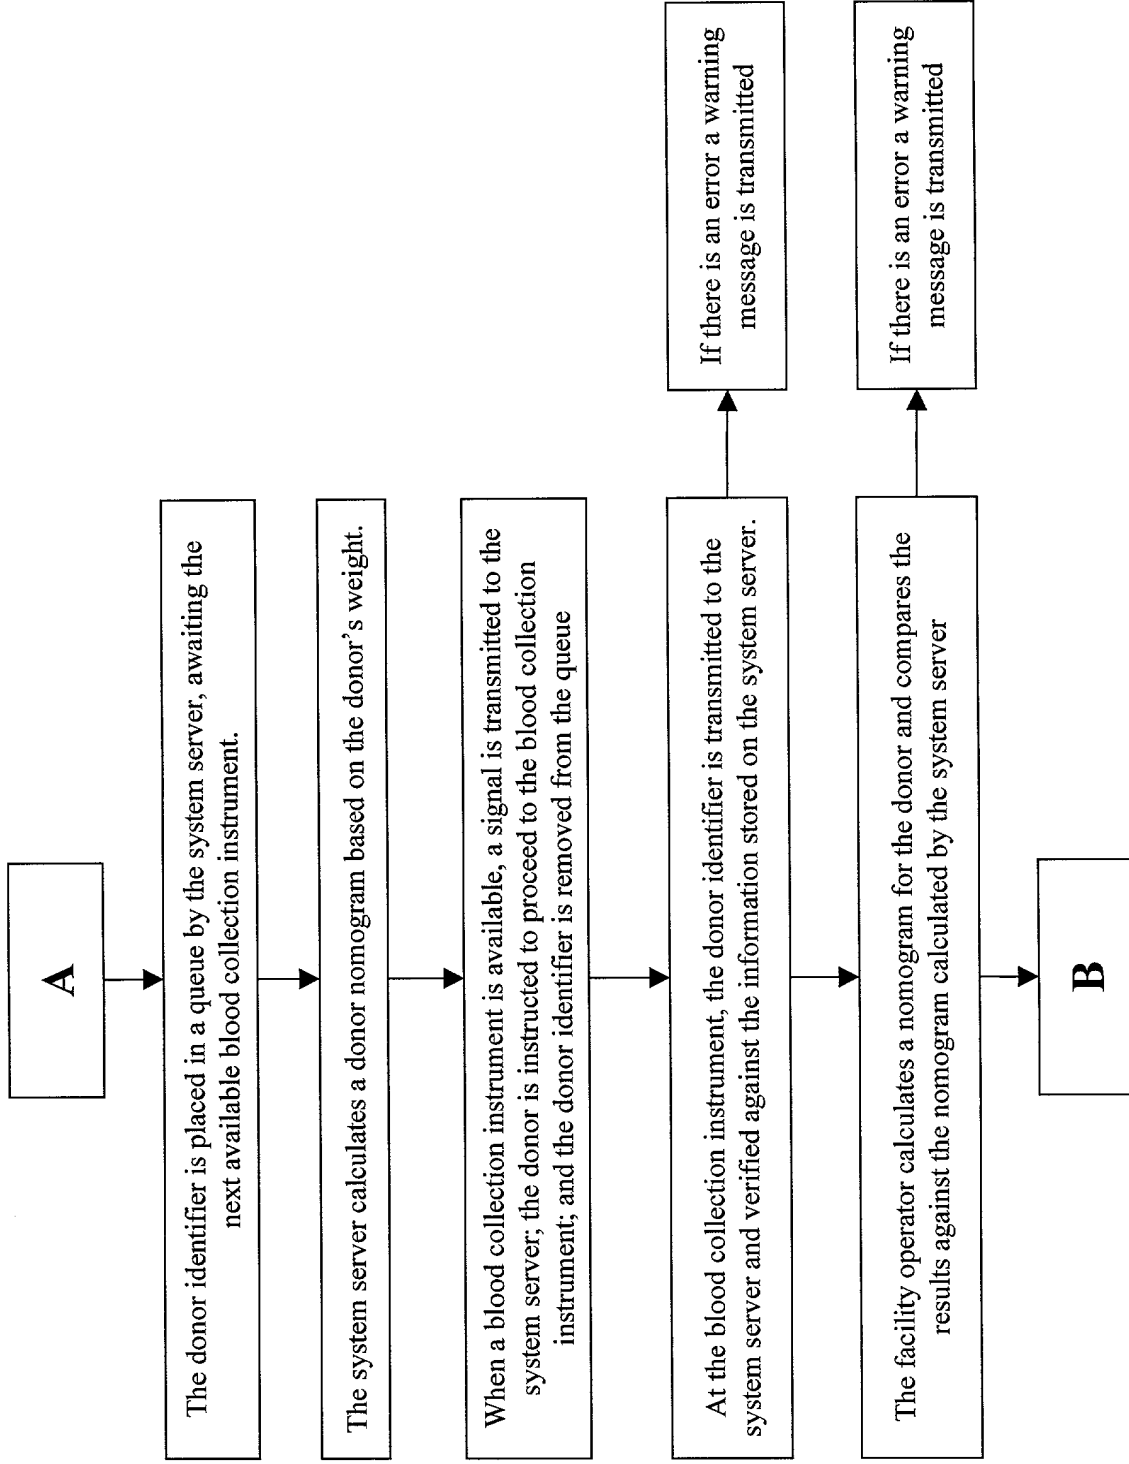 A
The donor identifier is placed in a queue by the system server, awaiting the
next available blood collection instrument.
The system server calculates a donor nomogram based on the donor’s weight.
When a blood collection instrument is available, a signal is transmitted to the
system server; the donor is instructed to proceed to the blood collection
instrument; and the donor identifier is removed from the queue
At the blood collection instrument, the donor identifier is transmitted to the
system server and verified against the information stored on the system server.
If there is an error a warning
message is transmitted
The facility operator calculates a nomogram for the donor and compares the
results against the nomogram calculated by the system server
If there is an error a warning
message is transmitted
B